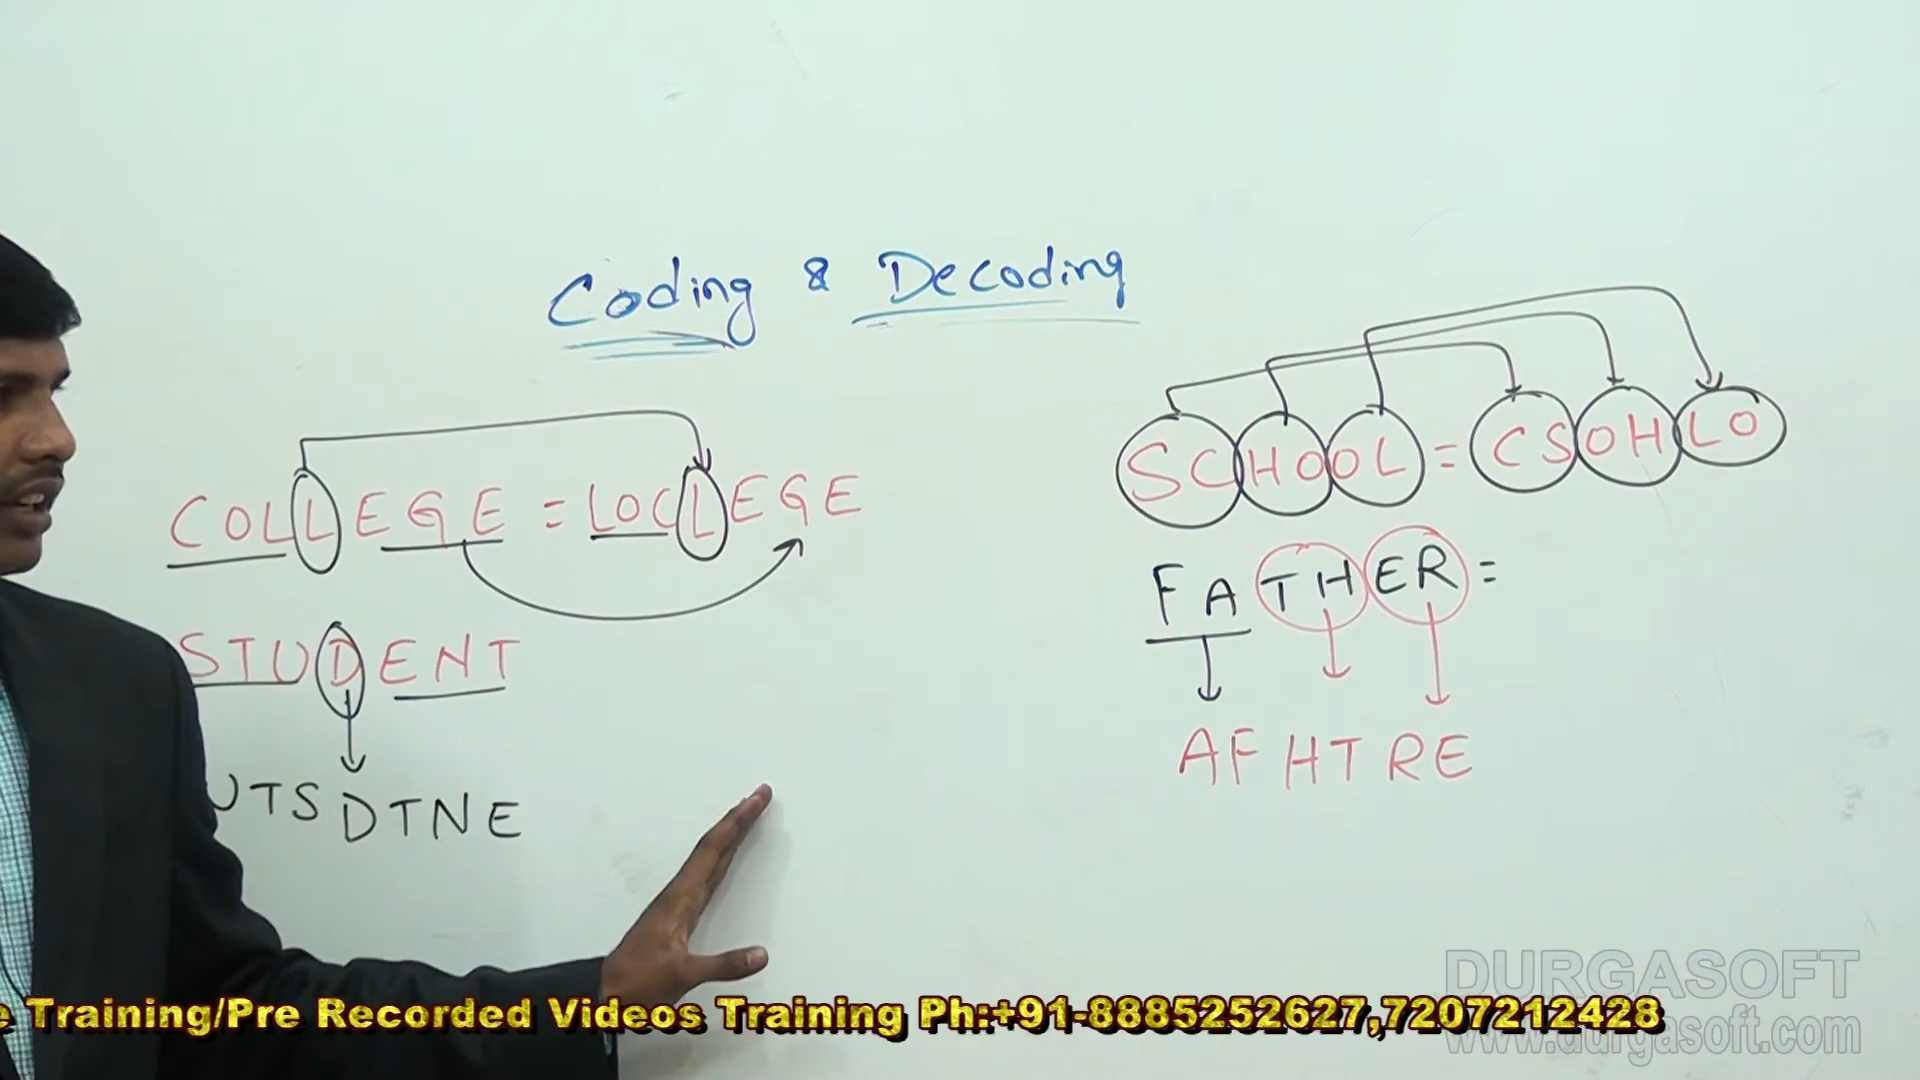 Coding & Decoding
COLLEGE = LOCLEGE
STUDENT
UTSDTNE
SCHOOL = CSOHLO
FATHER =
AFHTRE
DURGASOFT
www.durgasoft.com
e Training/Pre Recorded Videos Training Ph:+91-8885252627,7207212428